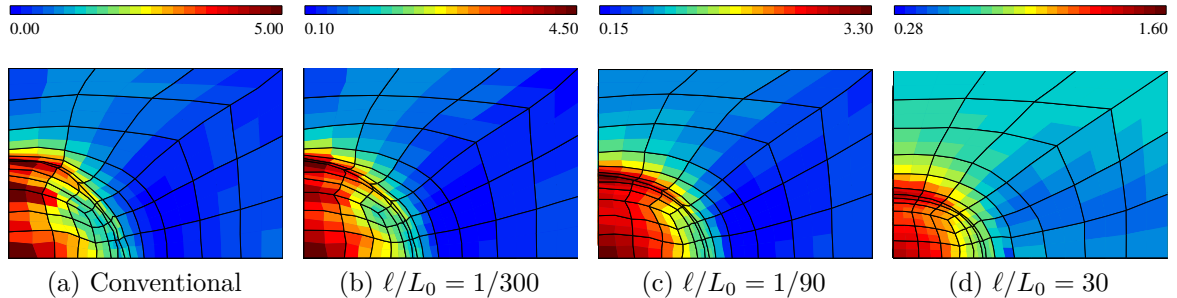 0.00 5.00 0.10 4.50 0.15 3.30 0.28 1.60
(a) Conventional (b) ℓ/L₀ = 1/300 (c) ℓ/L₀ = 1/90 (d) ℓ/L₀ = 30